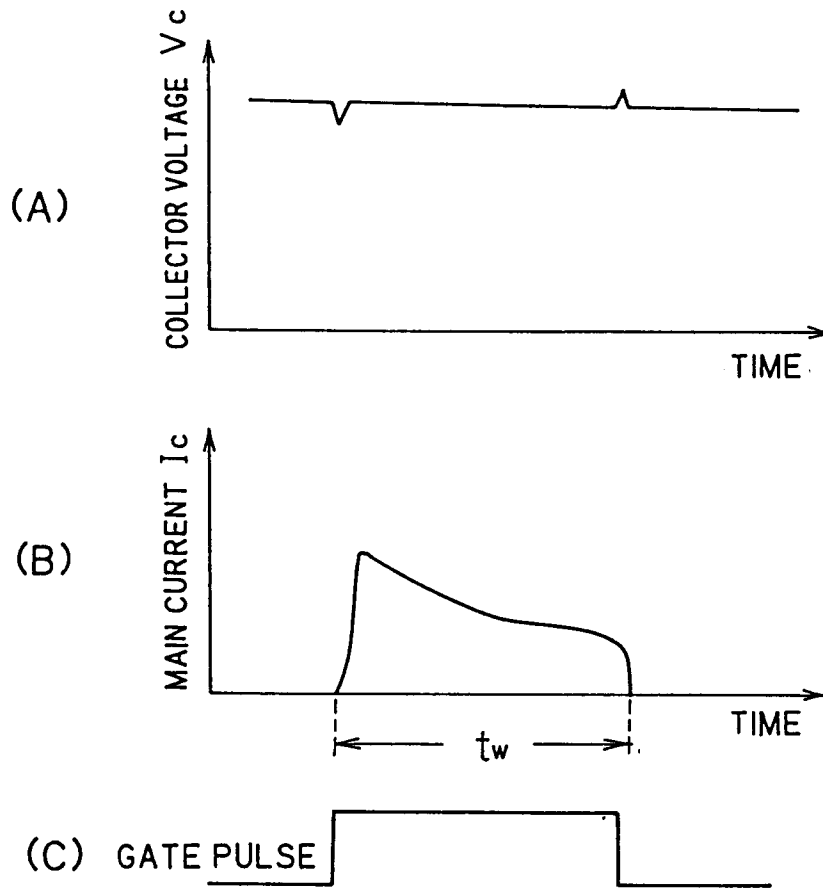 COLLECTOR VOLTAGE Vc
(A)
TIME
MAIN CURRENT Ic
(B)
TIME
tw
(C) GATE PULSE